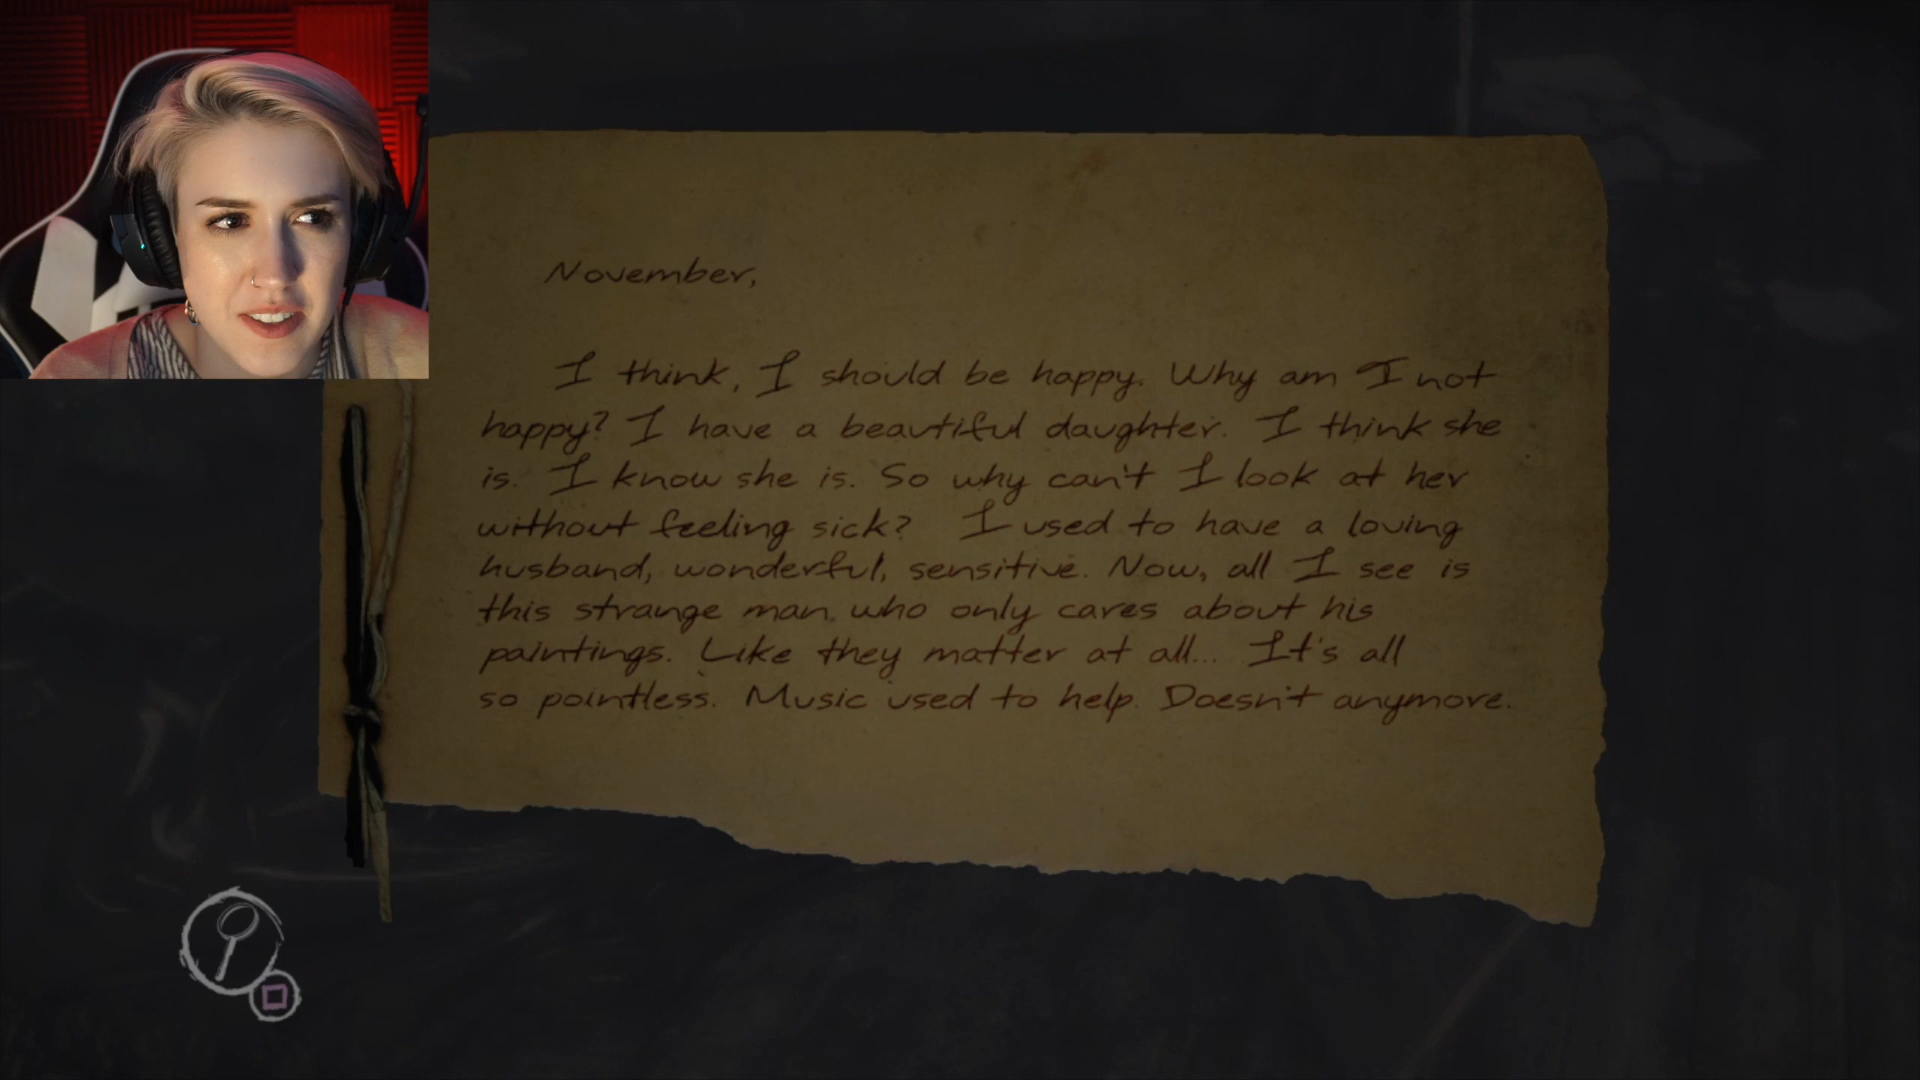 November,
I think, I should be happy. Why am I not
happy? I have a beautiful daughter. I think she
is. I know she is. So why can't I look at her
without feeling sick? I used to have a loving
husband, wonderful, sensitive. Now, all I see is
this strange man who only cares about his
paintings. Like they matter at all... It's all
so pointless. Music used to help. Doesn't anymore.